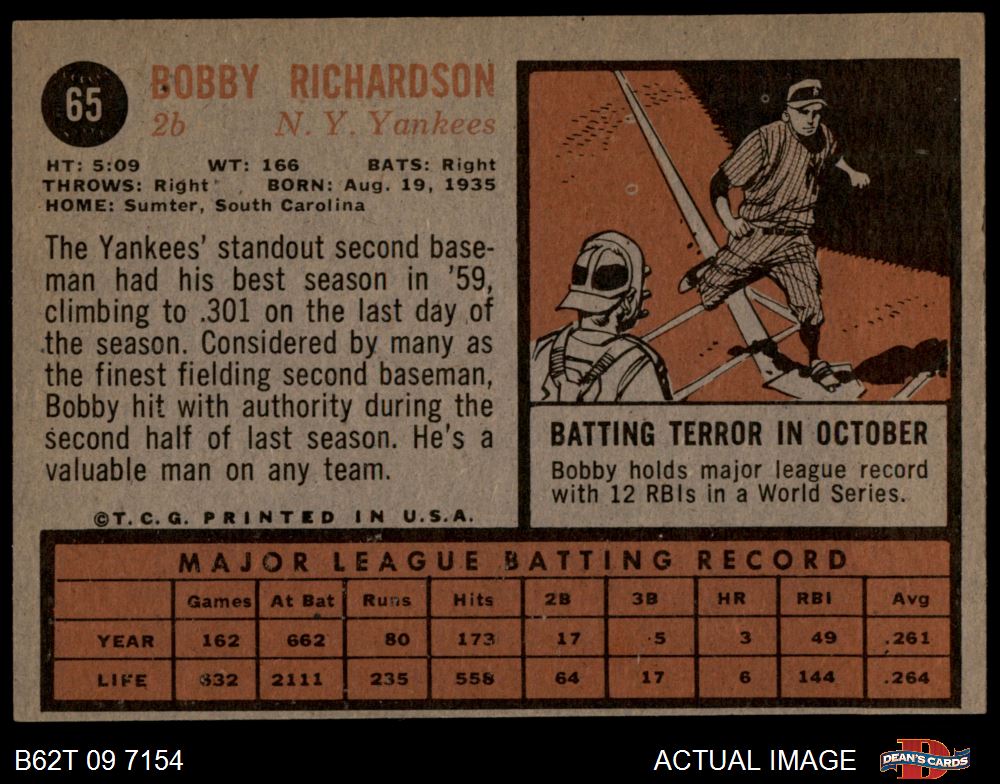 65
BOBBY RICHARDSON
2b N. Y. Yankees
HT: 5:09 WT: 166 BATS: Right
THROWS: Right BORN: Aug. 19, 1935
HOME: Sumter, South Carolina
The Yankees' standout second base-
man had his best season in '59,
climbing to .301 on the last day of
the season. Considered by many as
the finest fielding second baseman,
Bobby hit with authority during the
second half of last season. He's a
valuable man on any team.
©T. C. G. PRINTED IN U.S.A.
BATTING TERROR IN OCTOBER
Bobby holds major league record
with 12 RBIs in a World Series.
MAJOR LEAGUE BATTING RECORD
Games At Bat Runs Hits 2B 3B HR RBI Avg
YEAR 162 662 80 173 17 5 3 49 .261
LIFE 832 2111 235 558 64 17 6 144 .264
B62T 09 7154 ACTUAL IMAGE DEAN'S CARDS